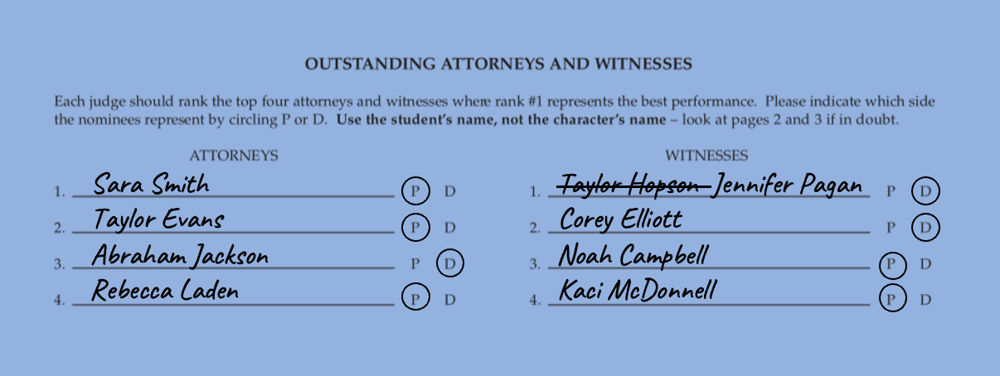 OUTSTANDING ATTORNEYS AND WITNESSES
Each judge should rank the top four attorneys and witnesses where rank #1 represents the best performance. Please indicate which side
the nominees represent by circling P or D. Use the student's name, not the character's name – look at pages 2 and 3 if in doubt.
ATTORNEYS
1. Sara Smith P D
2. Taylor Evans P D
3. Abraham Jackson P D
4. Rebecca Laden P D
WITNESSES
1. Taylor Hopson Jennifer Pagan P D
2. Corey Elliott P D
3. Noah Campbell P D
4. Kaci McDonnell P D